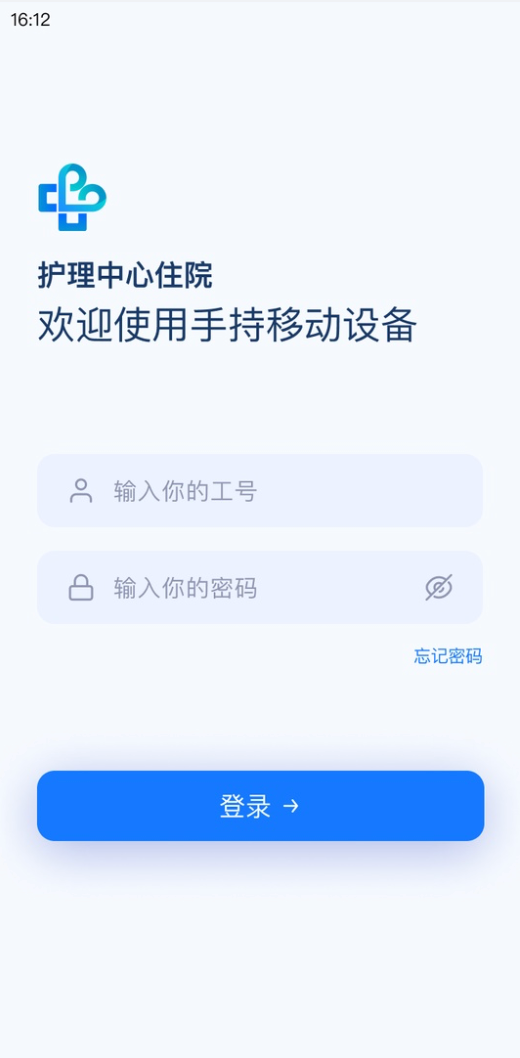 16:12
护理中心住院
欢迎使用手持移动设备
输入你的工号
输入你的密码
忘记密码
登录 →